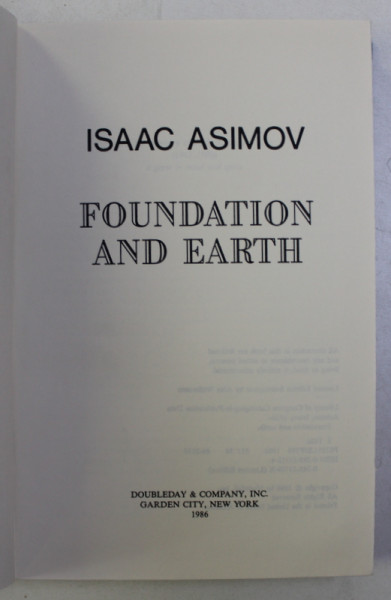 ISAAC ASIMOV
FOUNDATION
AND EARTH
DOUBLEDAY & COMPANY, INC.
GARDEN CITY, NEW YORK
1986